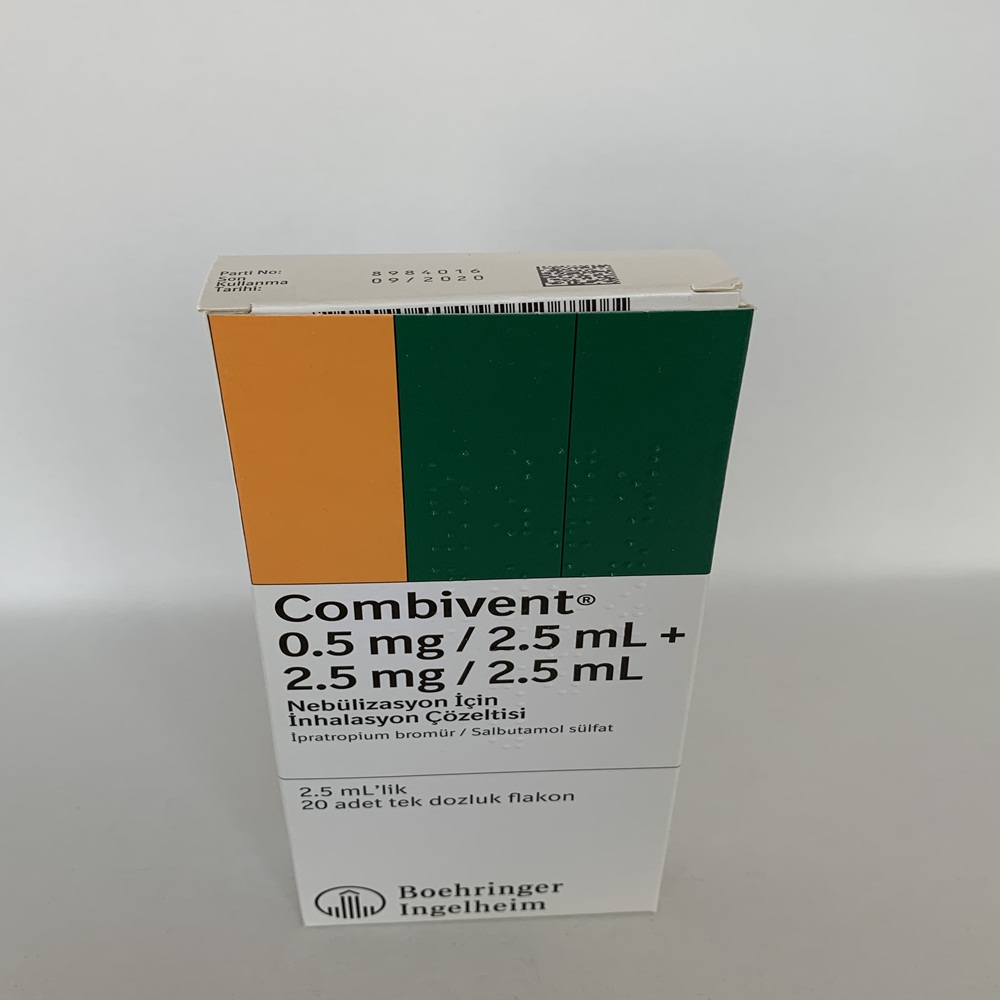 Parti No:
Son
Kullanma
Tarihi:
8984016
09/2020
Combivent®
0.5 mg / 2.5 mL +
2.5 mg / 2.5 mL
Nebülizasyon İçin
İnhalasyon Çözeltisi
İpratropium bromür / Salbutamol sülfat
2.5 mL'lik
20 adet tek dozluk flakon
Boehringer
Ingelheim